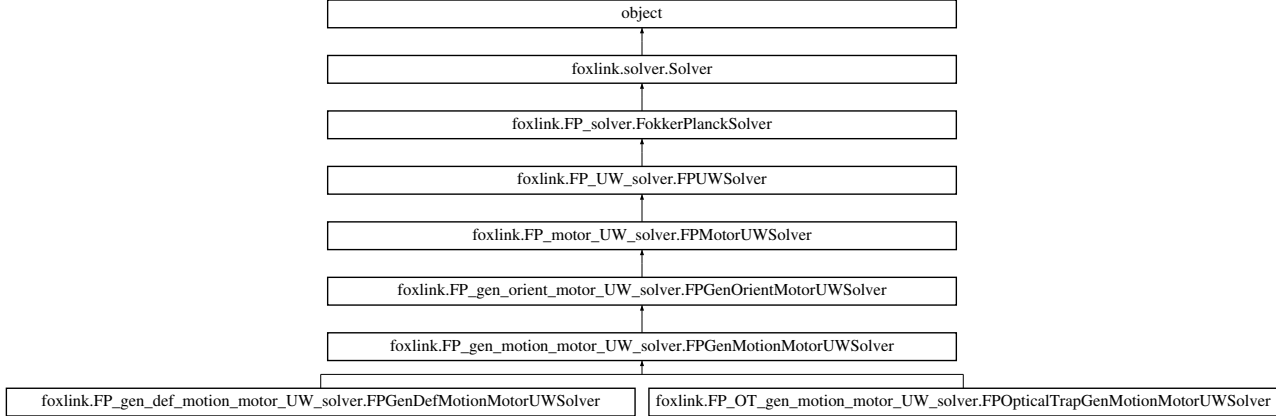 object
foxlink.solver.Solver
foxlink.FP_solver.FokkerPlanckSolver
foxlink.FP_UW_solver.FPUWSolver
foxlink.FP_motor_UW_solver.FPMotorUWSolver
foxlink.FP_gen_orient_motor_UW_solver.FPGenOrientMotorUWSolver
foxlink.FP_gen_motion_motor_UW_solver.FPGenMotionMotorUWSolver
foxlink.FP_gen_def_motion_motor_UW_solver.FPGenDefMotionMotorUWSolver
foxlink.FP_OT_gen_motion_motor_UW_solver.FPOpticalTrapGenMotionMotorUWSolver